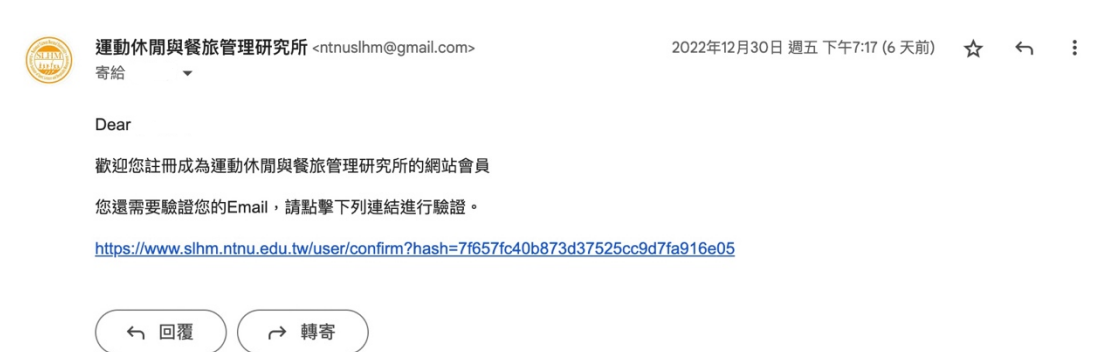 運動休閒與餐旅管理研究所 <ntnuslhm@gmail.com> 2022年12月30日 週五 下午7:17 (6 天前)
寄給
Dear
歡迎您註冊成為運動休閒與餐旅管理研究所的網站會員
您還需要驗證您的Email，請點擊下列連結進行驗證。
https://www.slhm.ntnu.edu.tw/user/confirm?hash=7f657fc40b873d37525cc9d7fa916e05
回覆 轉寄